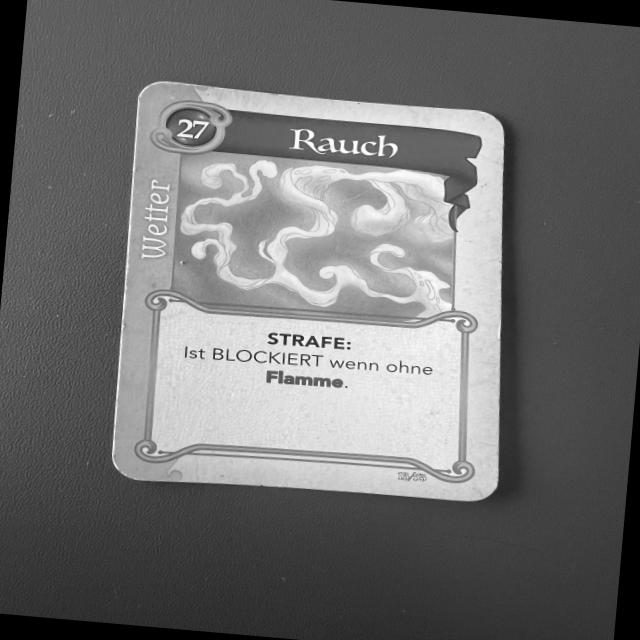 27
Rauch
Wetter
STRAFE:
Ist BLOCKIERT wenn ohne
Flamme.